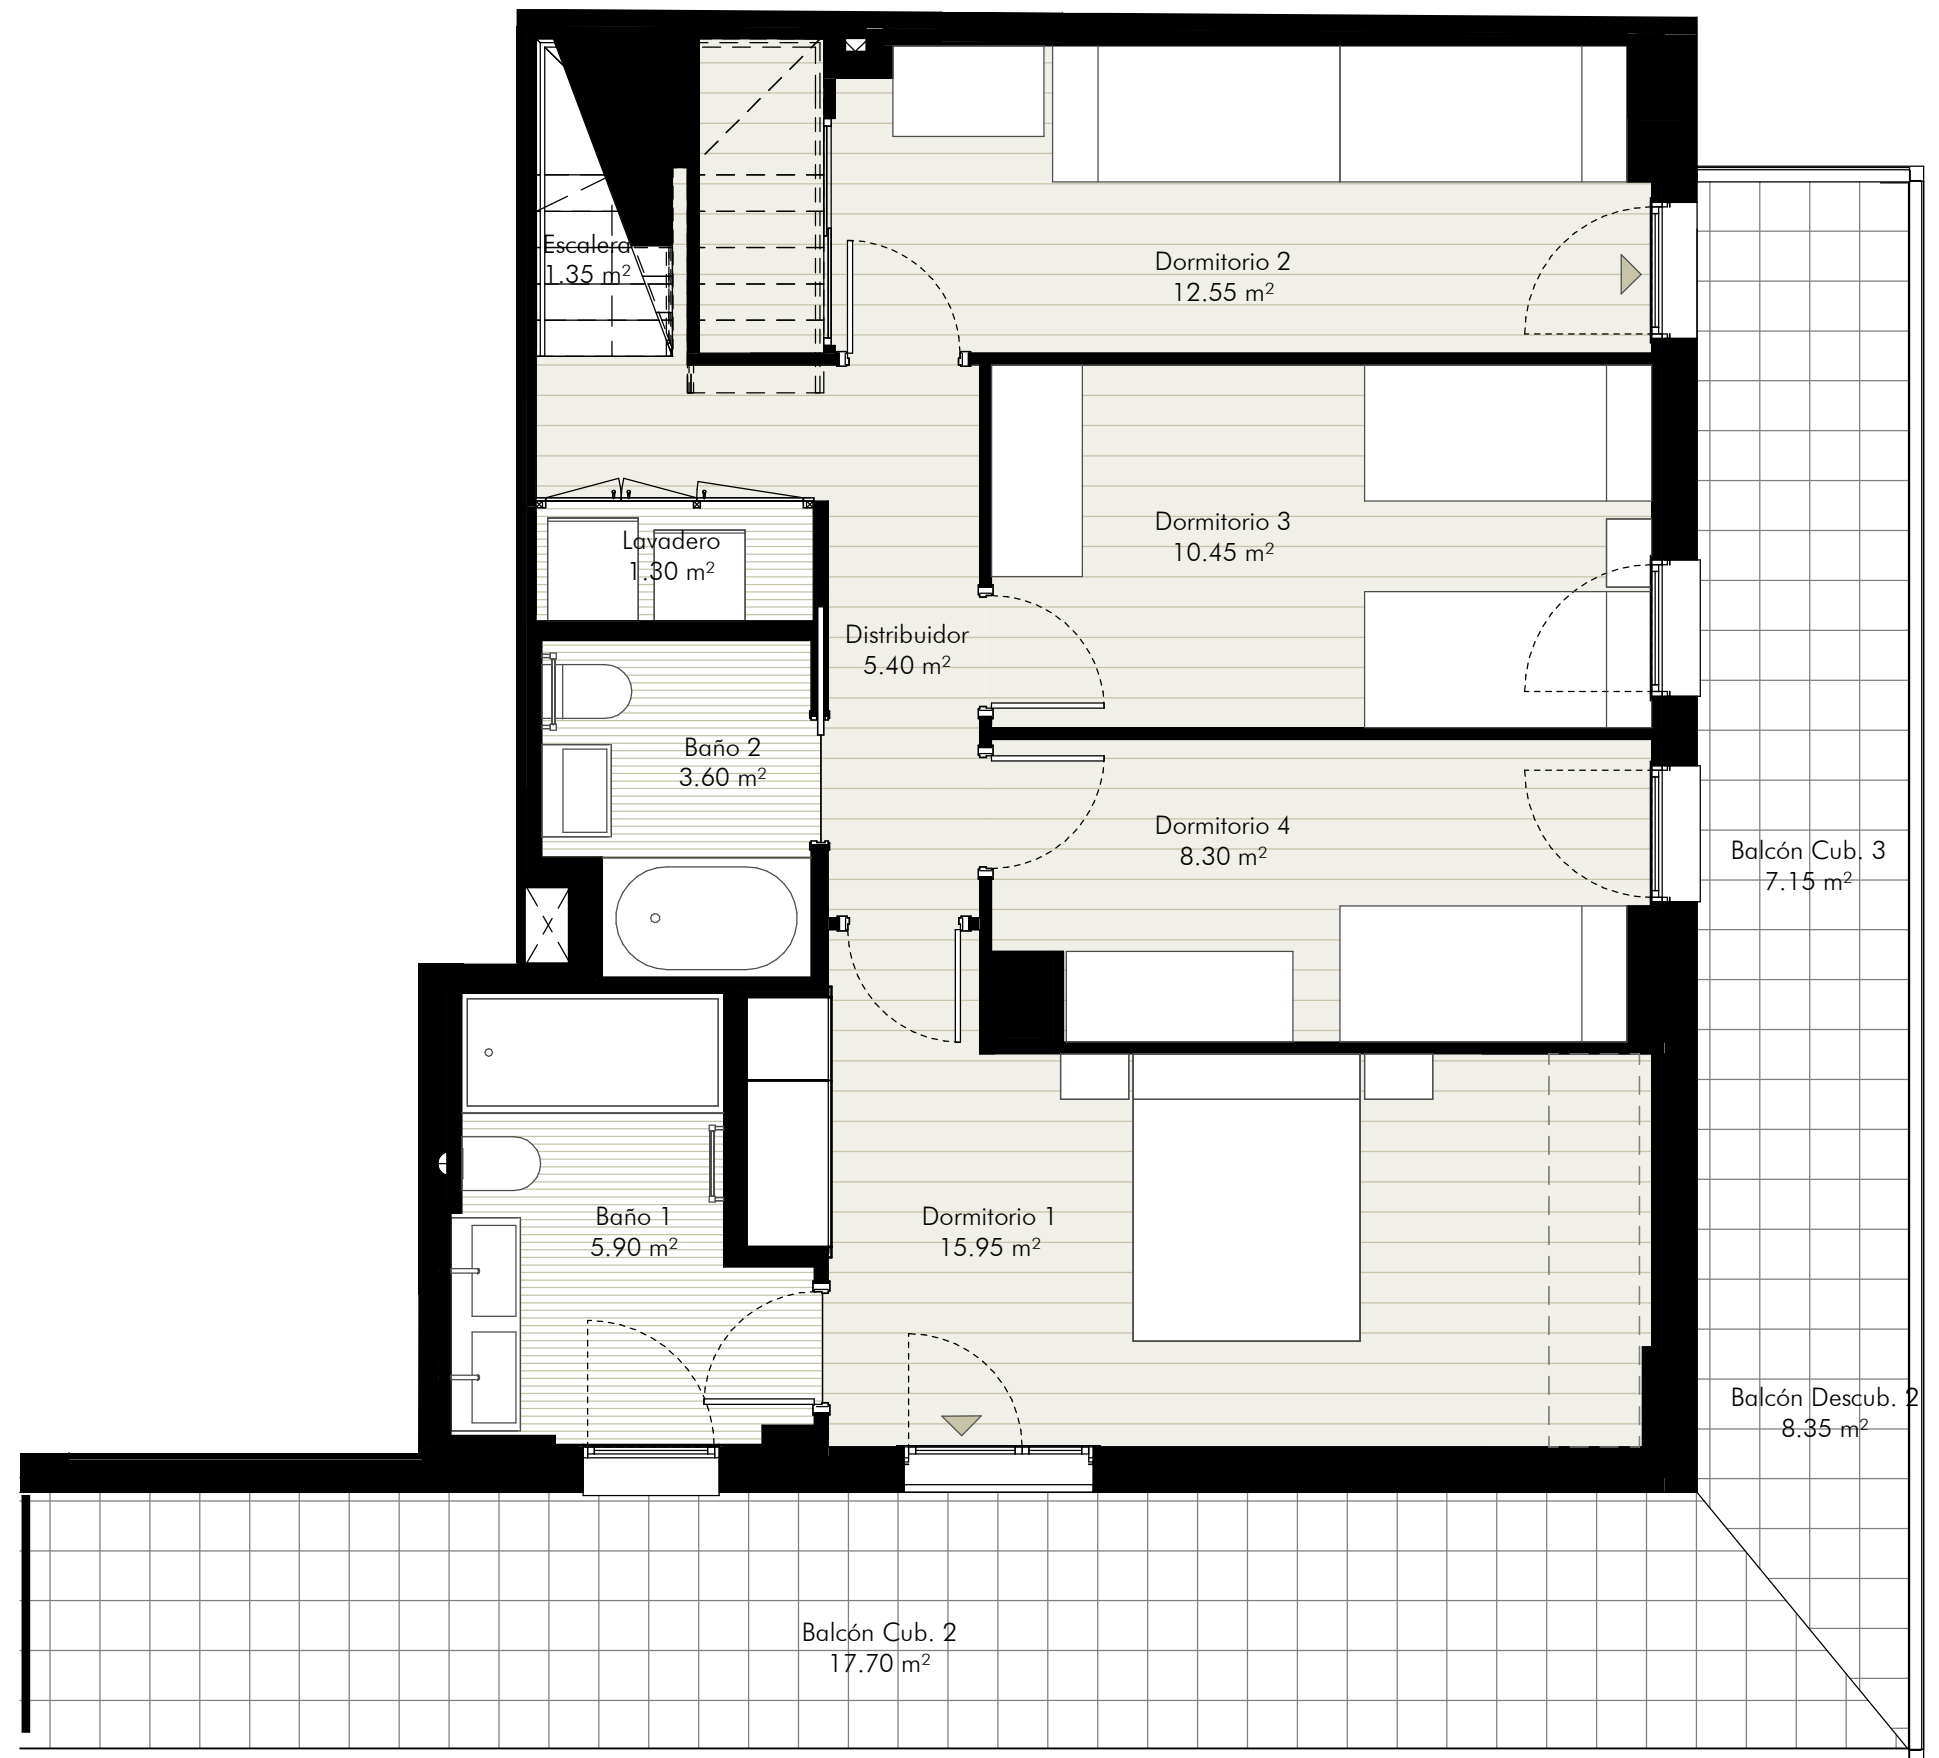 Escalera
1.35 m²
Dormitorio 2
12.55 m²
Dormitorio 3
10.45 m²
Lavadero
1.30 m²
Distribuidor
5.40 m²
Baño 2
3.60 m²
Dormitorio 4
8.30 m²
Balcón Cub. 3
7.15 m²
Baño 1
5.90 m²
Dormitorio 1
15.95 m²
Balcón Descub. 2
8.35 m²
Balcón Cub. 2
17.70 m²